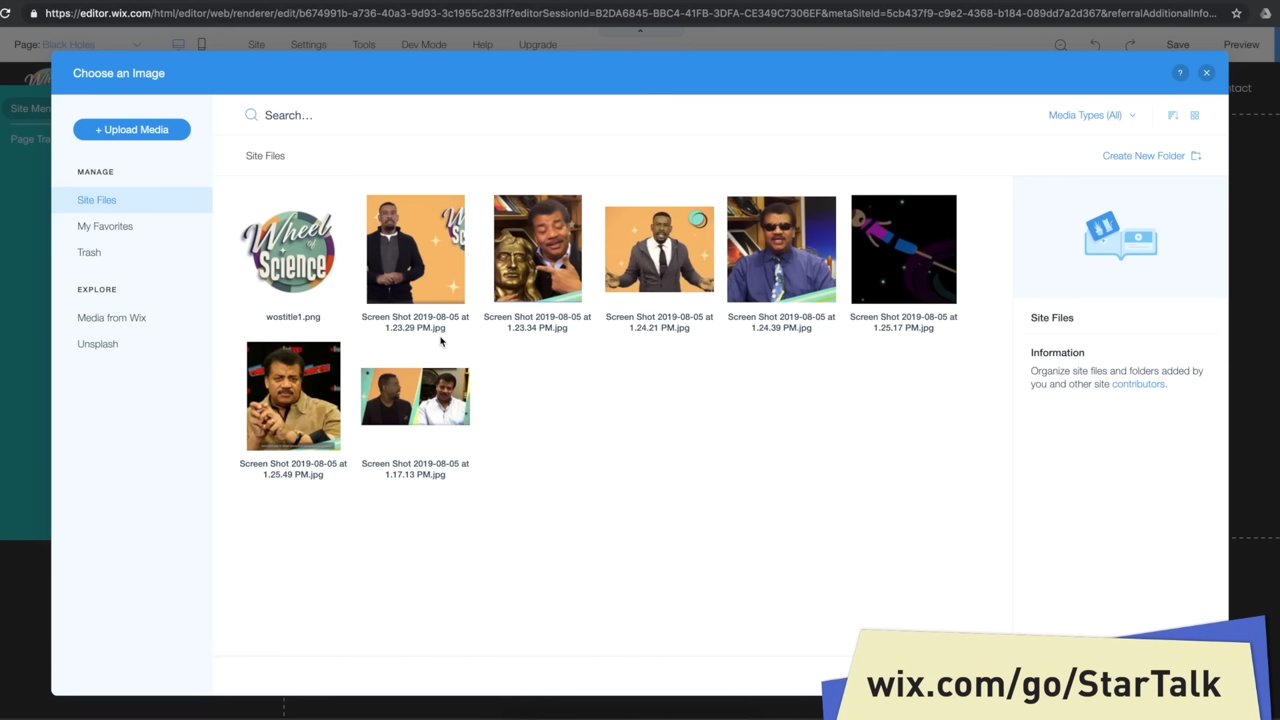 https://editor.wix.com/html/editor/web/renderer/edit/b674991b-a736-40a3-9d93-3c1955c283ff?editorSessionId=B2DA6845-BBC4-41FB-3DFA-CE349C7306EF&metaSiteId=5cb437f9-c9e2-4368-b184-089dd7a2d367&referralAdditionalInfo...
Page: Black Holes
Site
Settings
Tools
Dev Mode
Help
Upgrade
Save
Preview
Choose an Image
?
Site Men
Page Tra
+ Upload Media
MANAGE
Site Files
My Favorites
Trash
EXPLORE
Media from Wix
Unsplash
Search...
Media Types (All)
Site Files
Create New Folder
Wheel
of
Science
wostitle1.png
Screen Shot 2019-08-05 at
1.23.29 PM.jpg
Screen Shot 2019-08-05 at
1.23.34 PM.jpg
Screen Shot 2019-08-05 at
1.24.21 PM.jpg
Screen Shot 2019-08-05 at
1.24.39 PM.jpg
Screen Shot 2019-08-05 at
1.25.17 PM.jpg
Screen Shot 2019-08-05 at
1.25.49 PM.jpg
Screen Shot 2019-08-05 at
1.17.13 PM.jpg
Site Files
Information
Organize site files and folders added by
you and other site contributors.
tact
wix.com/go/StarTalk